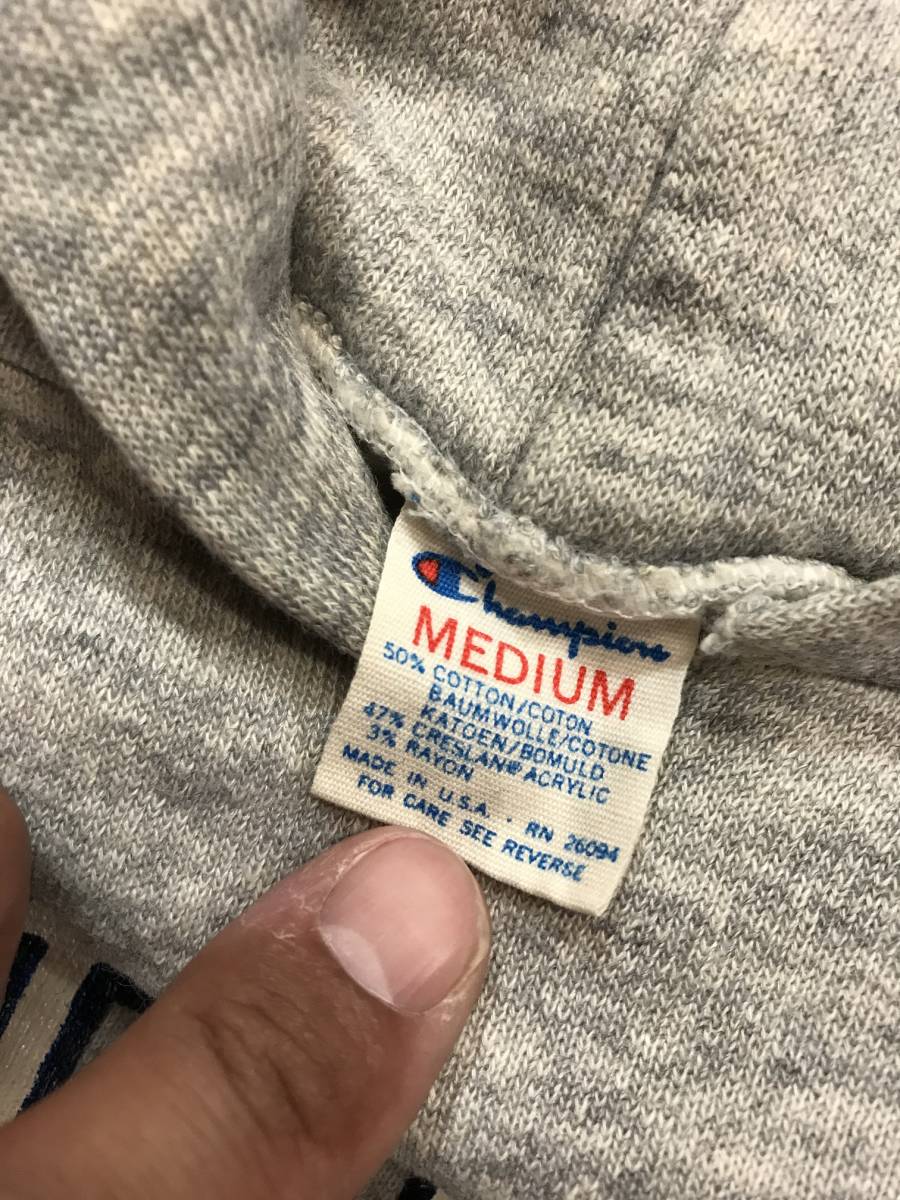 Champion
MEDIUM
50% COTTON/COTON
BAUMWOLLE/COTONE
KATOEN/BOMULD
47% CRESLAN® ACRYLIC
3% RAYON
MADE IN U.S.A. . RN 26094
FOR CARE SEE REVERSE